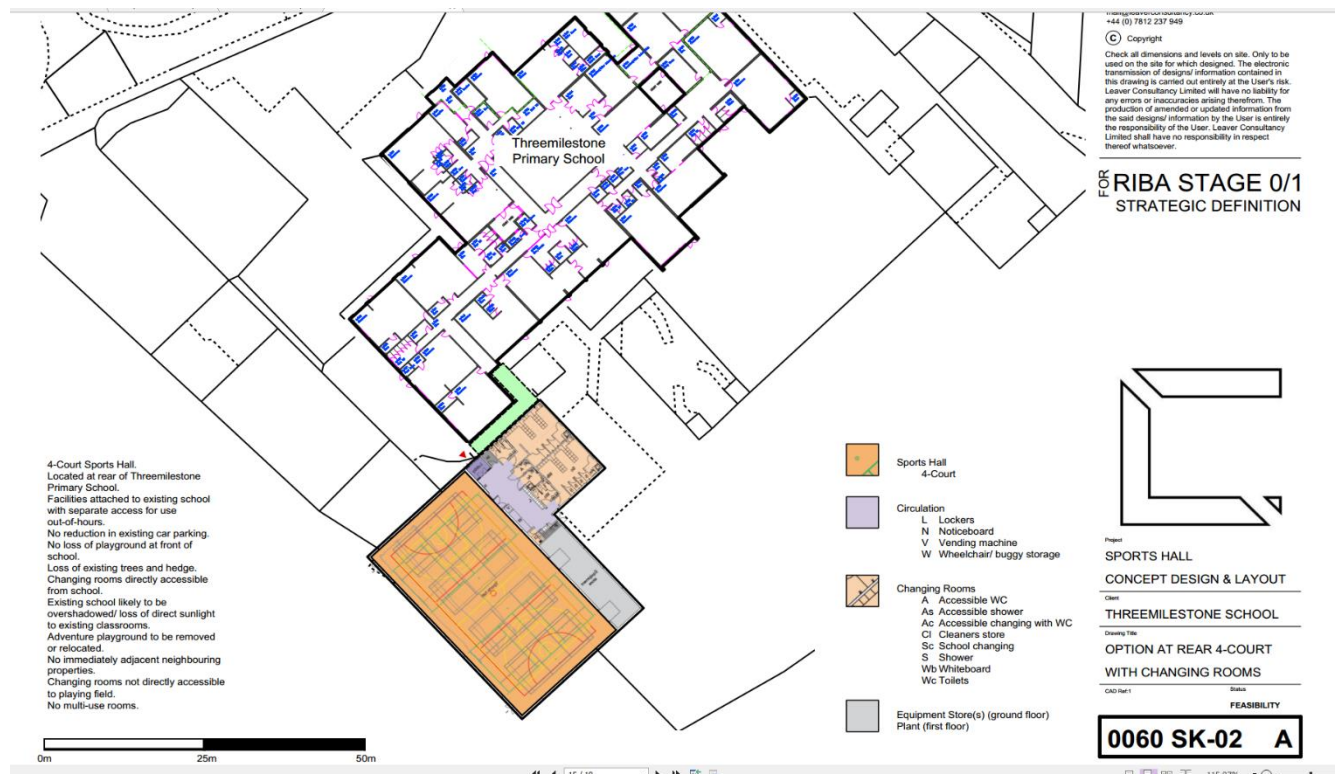 mail@leaverconsultancy.co.uk
+44 (0) 7812 237 949
C Copyright
Check all dimensions and levels on site. Only to be
used on the site for which designed. The electronic
transmission of designs/ information contained in
this drawing is carried out entirely at the User's risk.
Leaver Consultancy Limited will have no liability for
any errors or inaccuracies arising therefrom. The
production of amended or updated information from
the said designs/ information by the User is entirely
the responsibility of the User. Leaver Consultancy
Limited shall have no responsibility in respect
thereof whatsoever.
FOR
RIBA STAGE 0/1
STRATEGIC DEFINITION
Threemilestone
Primary School
4-Court Sports Hall.
Located at rear of Threemilestone
Primary School.
Facilities attached to existing school
with separate access for use
out-of-hours.
No reduction in existing car parking.
No loss of playground at front of
school.
Loss of existing trees and hedge.
Changing rooms directly accessible
from school.
Existing school likely to be
overshadowed/ loss of direct sunlight
to existing classrooms.
Adventure playground to be removed
or relocated.
No immediately adjacent neighbouring
properties.
Changing rooms not directly accessible
to playing field.
No multi-use rooms.
0m
25m
50m
Sports Hall
4-Court
Circulation
L Lockers
N Noticeboard
V Vending machine
W Wheelchair/ buggy storage
Changing Rooms
A Accessible WC
As Accessible shower
Ac Accessible changing with WC
Cl Cleaners store
Sc School changing
S Shower
Wb Whiteboard
Wc Toilets
Equipment Store(s) (ground floor)
Plant (first floor)
Project
SPORTS HALL
CONCEPT DESIGN & LAYOUT
Client
THREEMILESTONE SCHOOL
Drawing Title
OPTION AT REAR 4-COURT
WITH CHANGING ROOMS
CAD Ref:1
Status
FEASIBILITY
0060 SK-02 A